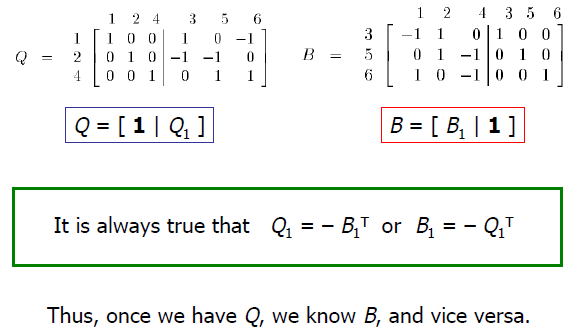 1 2 4 3 5 6
1 2 4 3 5 6
1 [ 1 0 0 | 1 0 −1 ]
3 [ −1 1 0 | 1 0 0 ]
Q = 2 [ 0 1 0 | −1 −1 0 ]
B = 5 [ 0 1 −1 | 0 1 0 ]
4 [ 0 0 1 | 0 1 1 ]
6 [ 1 0 −1 | 0 0 1 ]
Q = [ 1 | Q₁ ]
B = [ B₁ | 1 ]
It is always true that Q₁ = − B₁ᵀ or B₁ = − Q₁ᵀ
Thus, once we have Q, we know B, and vice versa.